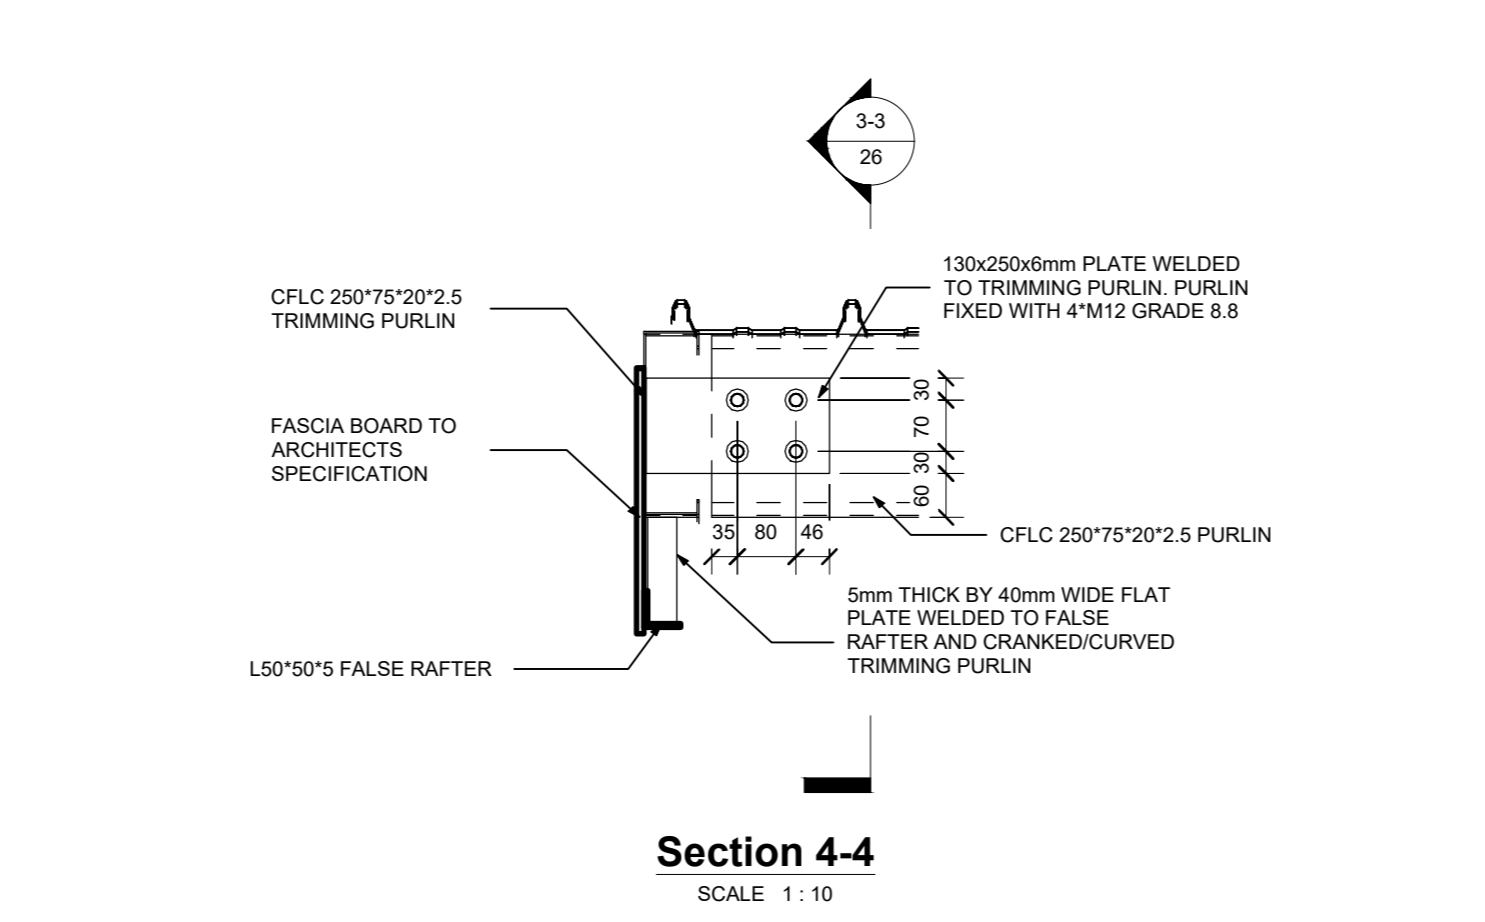 3-3
26
130x250x6mm PLATE WELDED
TO TRIMMING PURLIN. PURLIN
FIXED WITH 4*M12 GRADE 8.8
CFLC 250*75*20*2.5
TRIMMING PURLIN
FASCIA BOARD TO
ARCHITECTS
SPECIFICATION
30
70
30
60
35 80 46
CFLC 250*75*20*2.5 PURLIN
5mm THICK BY 40mm WIDE FLAT
PLATE WELDED TO FALSE
RAFTER AND CRANKED/CURVED
TRIMMING PURLIN
L50*50*5 FALSE RAFTER
Section 4-4
SCALE 1 : 10